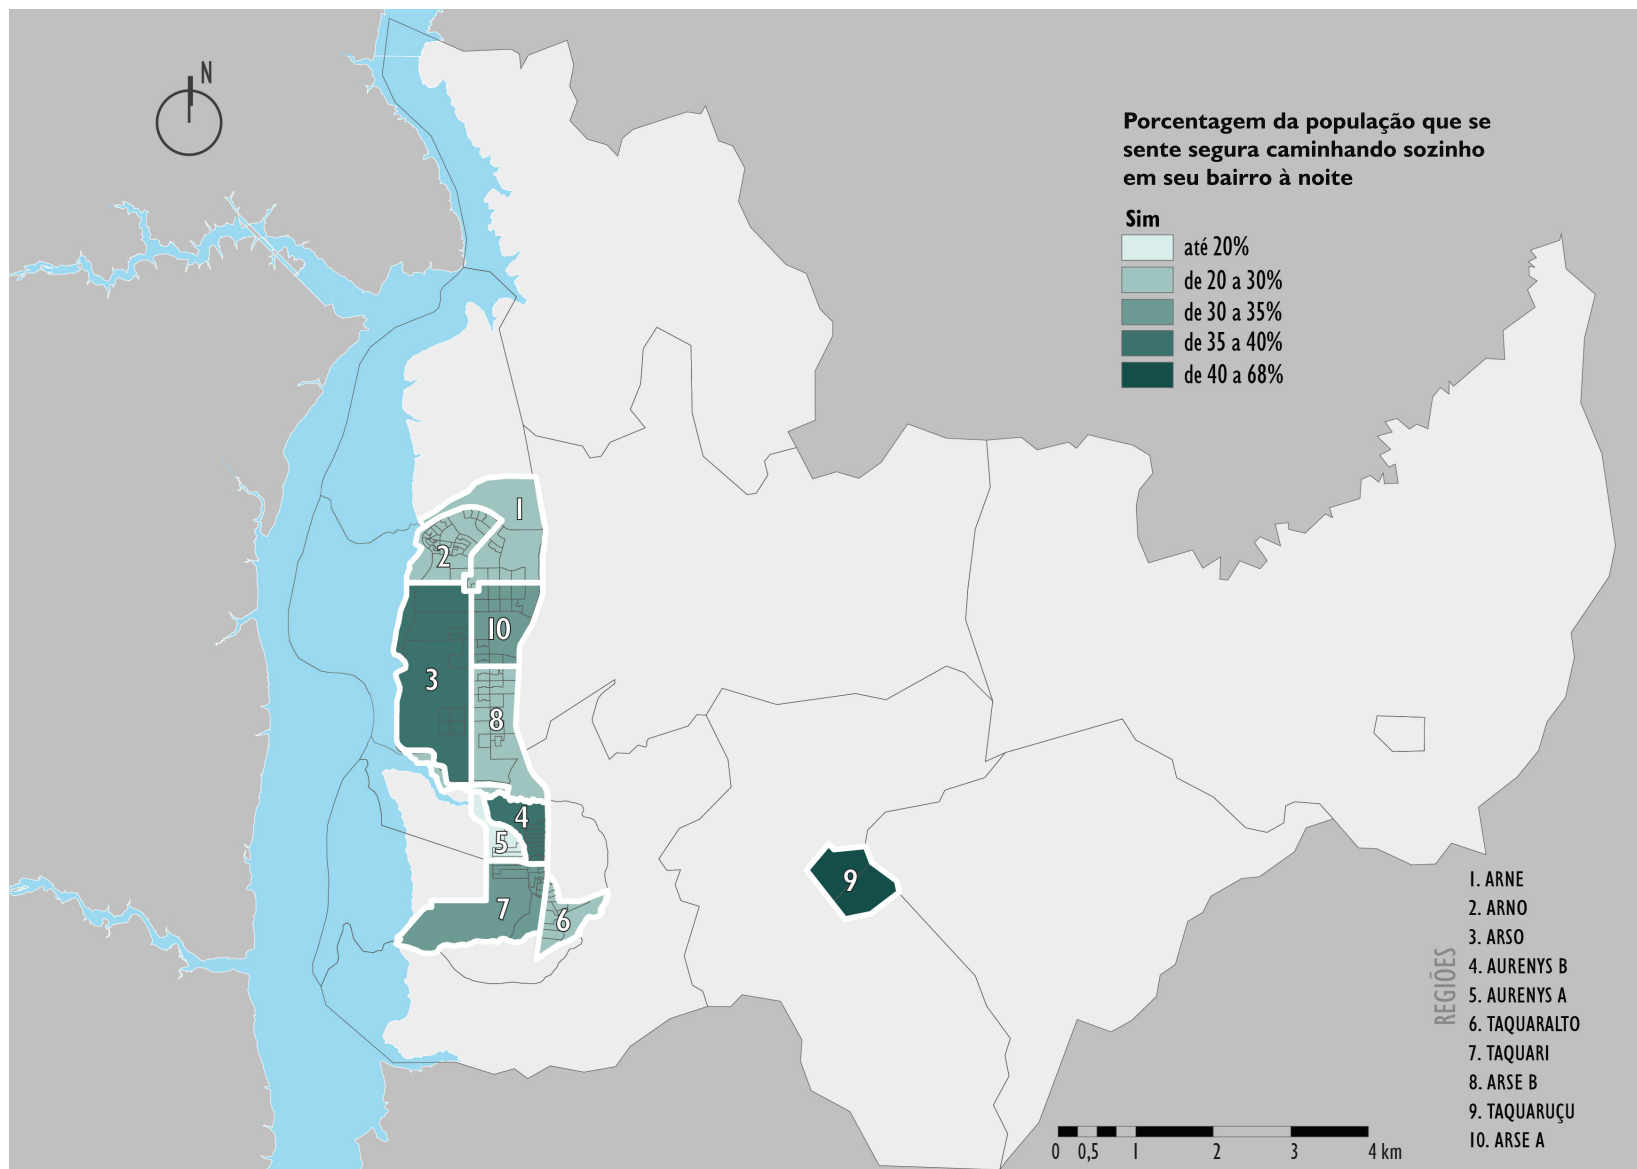 N
Porcentagem da população que se
sente segura caminhando sozinho
em seu bairro à noite
Sim
até 20%
de 20 a 30%
de 30 a 35%
de 35 a 40%
de 40 a 68%
1
2
10
3
8
4
5
7
6
9
REGIÕES
1. ARNE
2. ARNO
3. ARSO
4. AURENYS B
5. AURENYS A
6. TAQUARALTO
7. TAQUARI
8. ARSE B
9. TAQUARUÇU
10. ARSE A
0 0,5 1 2 3 4 km